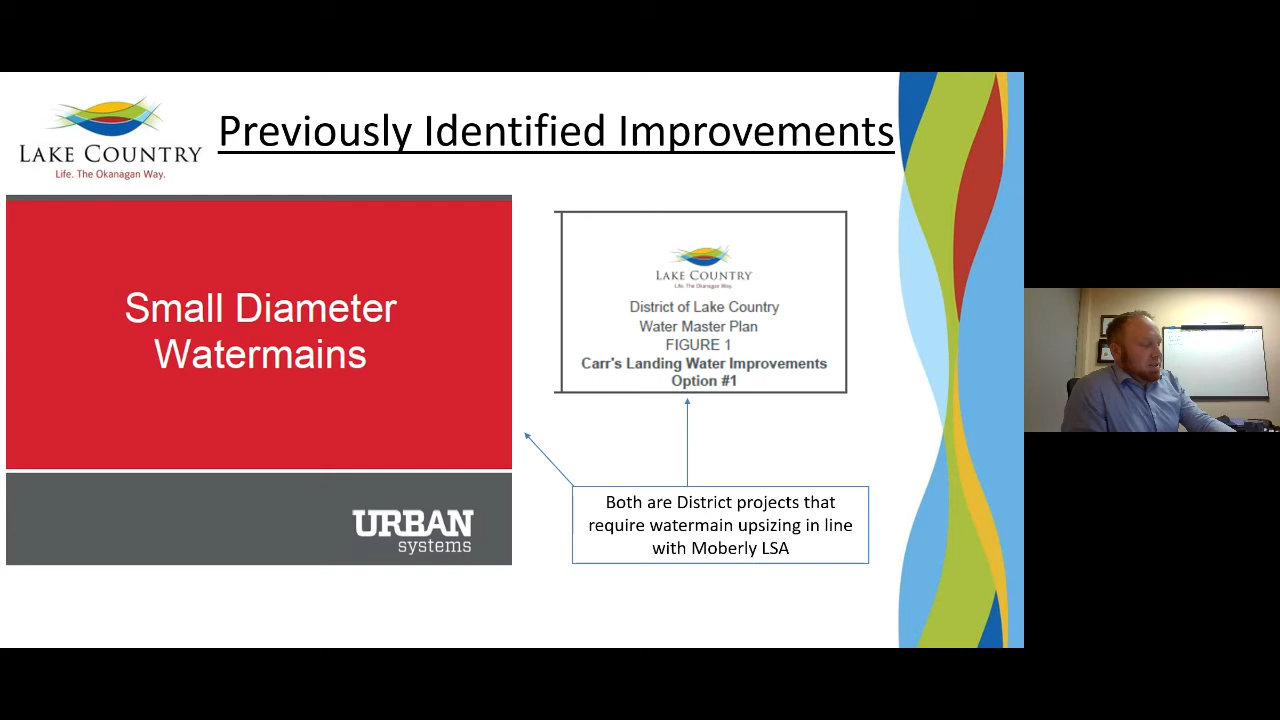 Previously Identified Improvements
LAKE COUNTRY
Life. The Okanagan Way.
Small Diameter
Watermains
URBAN
systems
LAKE COUNTRY
Life. The Okanagan Way.
District of Lake Country
Water Master Plan
FIGURE 1
Carr's Landing Water Improvements
Option #1
Both are District projects that
require watermain upsizing in line
with Moberly LSA